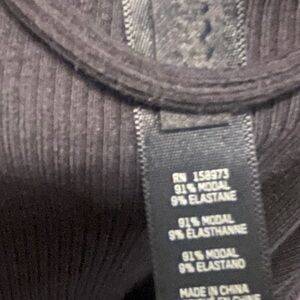 RN 158973
91% MODAL
9% ELASTANE
91% MODAL
9% ELASTHANNE
91% MODAL
9% ELASTANO
MADE IN CHINA